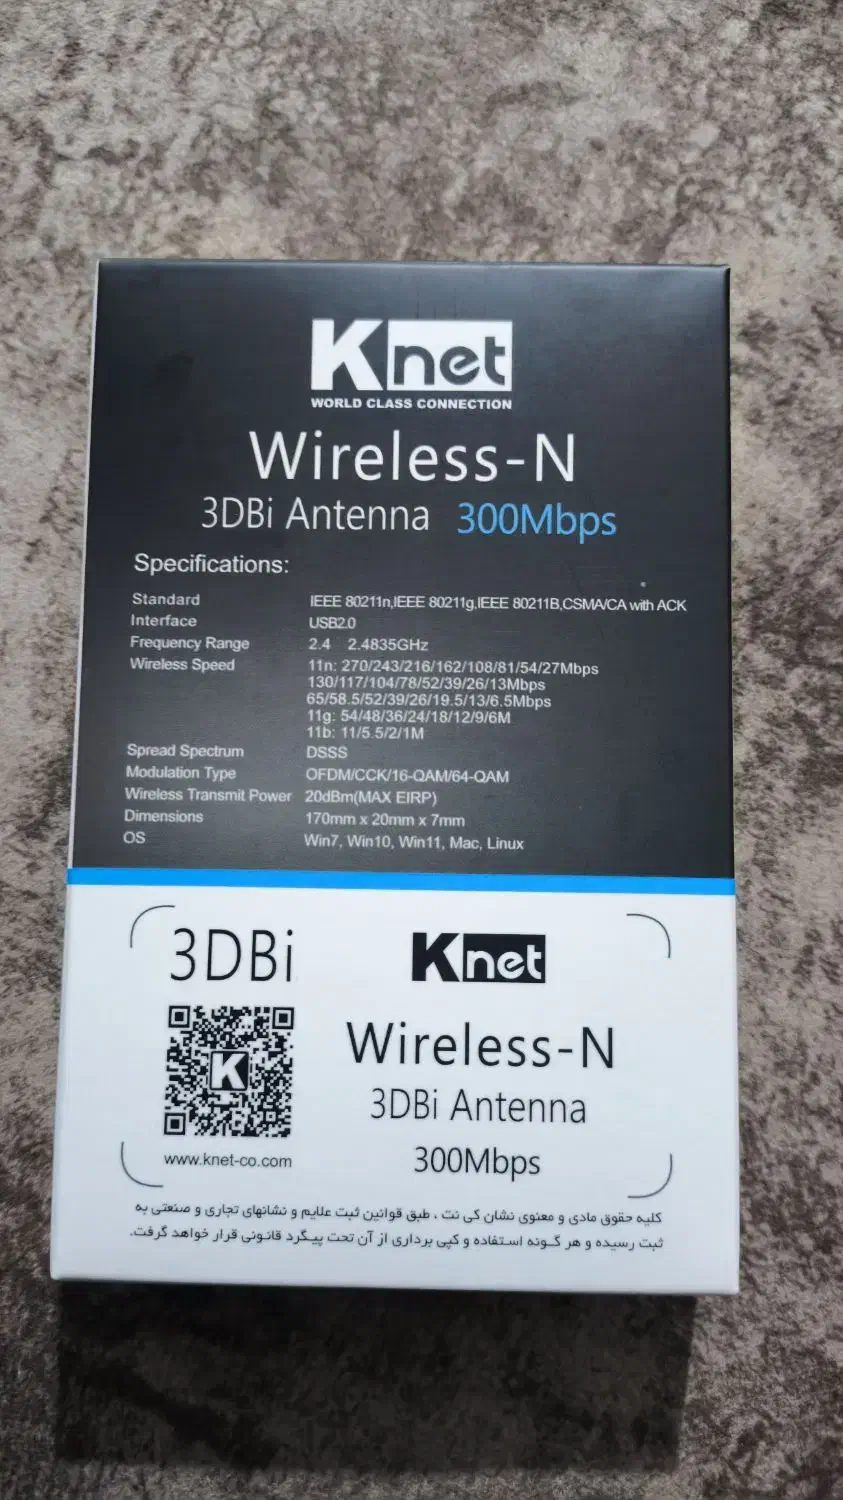 Knet
WORLD CLASS CONNECTION
Wireless-N
3DBi Antenna 300Mbps
Specifications:
Standard IEEE 80211n,IEEE 80211g,IEEE 80211B,CSMA/CA with ACK
Interface USB2.0
Frequency Range 2.4 2.4835GHz
Wireless Speed 11n: 270/243/216/162/108/81/54/27Mbps
130/117/104/78/52/39/26/13Mbps
65/58.5/52/39/26/19.5/13/6.5Mbps
11g: 54/48/36/24/18/12/9/6M
11b: 11/5.5/2/1M
Spread Spectrum DSSS
Modulation Type OFDM/CCK/16-QAM/64-QAM
Wireless Transmit Power 20dBm(MAX EIRP)
Dimensions 170mm x 20mm x 7mm
OS Win7, Win10, Win11, Mac, Linux
3DBi
K
www.knet-co.com
Knet
Wireless-N
3DBi Antenna
300Mbps
کلیه حقوق مادی و معنوی نشان کی نت ، طبق قوانین ثبت علایم و نشانهای تجاری و صنعتی به
ثبت رسیده و هر گونه استفاده و کپی برداری از آن تحت پیگرد قانونی قرار خواهد گرفت.